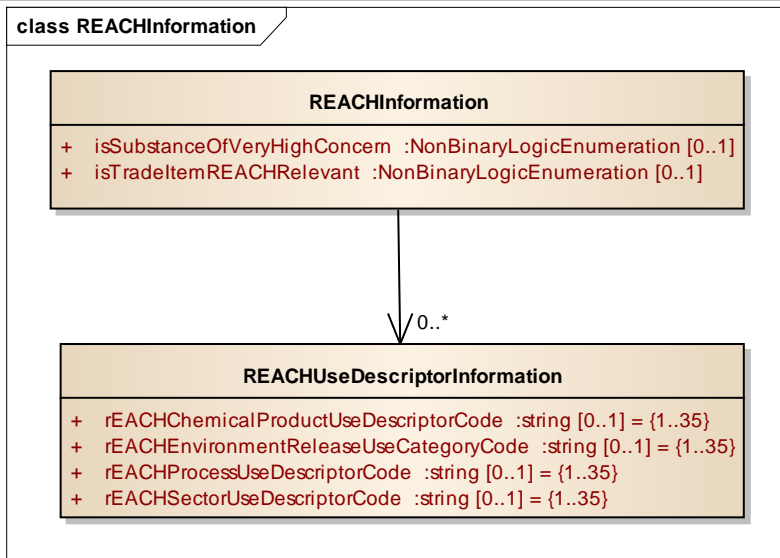 class REACHInformation
REACHInformation
+ isSubstanceOfVeryHighConcern :NonBinaryLogicEnumeration [0..1]
+ isTradeItemREACHRelevant :NonBinaryLogicEnumeration [0..1]
0..*
REACHUseDescriptorInformation
+ rEACHChemicalProductUseDescriptorCode :string [0..1] = {1..35}
+ rEACHEnvironmentReleaseUseCategoryCode :string [0..1] = {1..35}
+ rEACHProcessUseDescriptorCode :string [0..1] = {1..35}
+ rEACHSectorUseDescriptorCode :string [0..1] = {1..35}